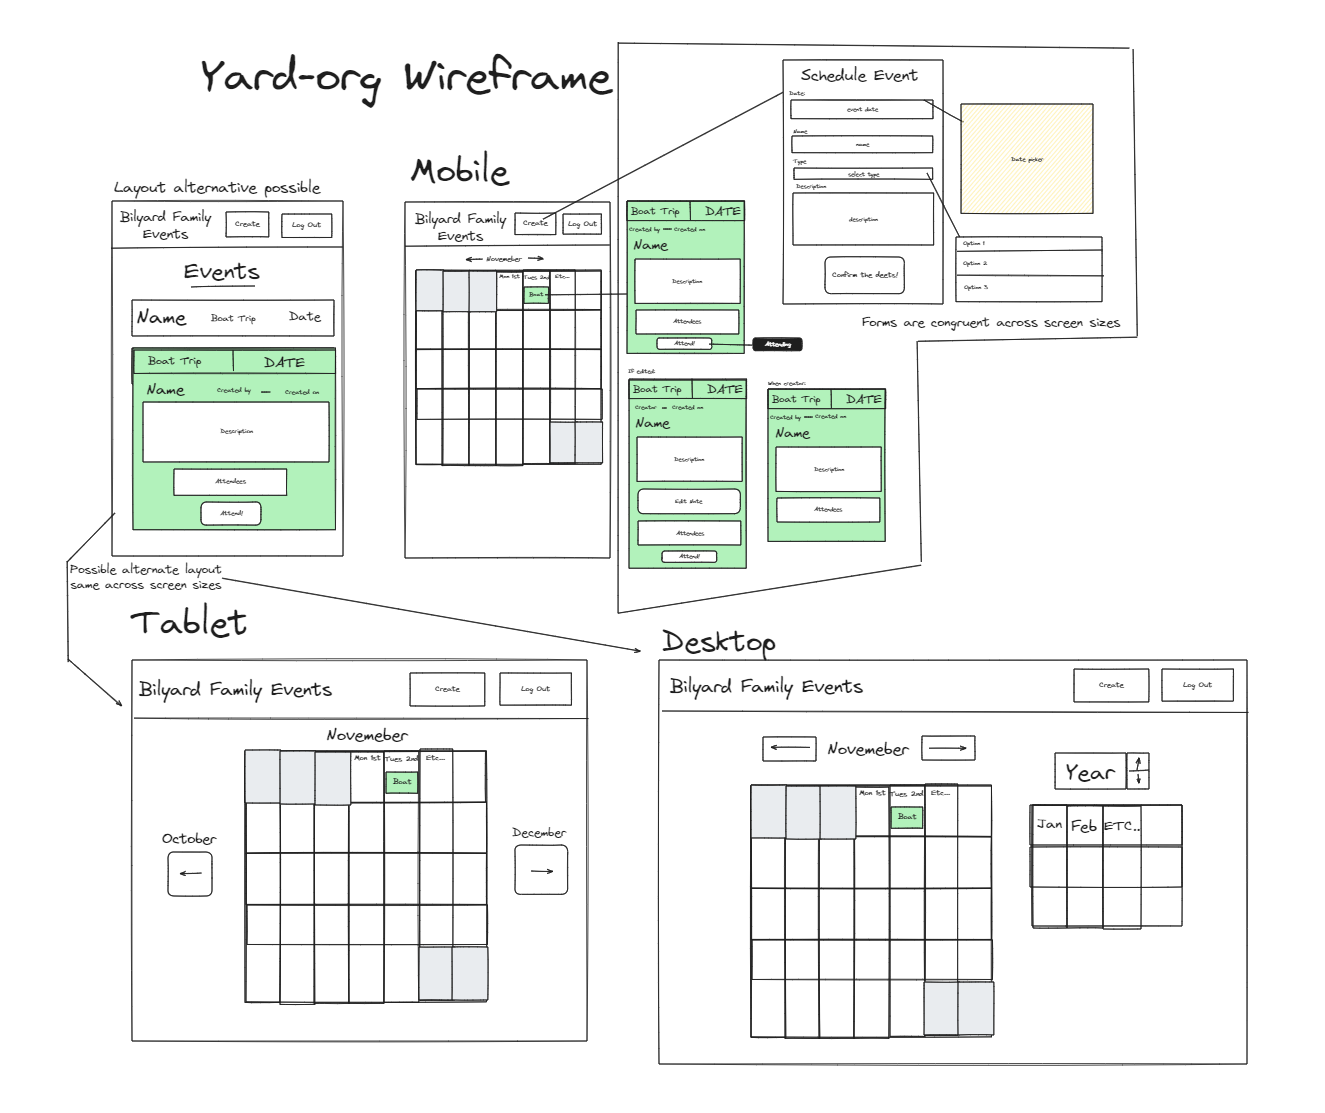 Yard-org Wireframe
Layout alternative possible
Bilyard Family
Events
Create
Log Out
Events
Name
Boat Trip
Date
Boat Trip
DATE
Name
Created by — Created on
Description
Attendees
Attend!
Possible alternate layout
same across screen sizes
Mobile
Bilyard Family
Events
Create
Log Out
Novemeber
Mon 1st
Tues 2nd
Etc...
Boat
Boat Trip
DATE
Created by — Created on
Name
Description
Attendees
Attend!
Attending
If edited
Boat Trip
DATE
Creator — Created on
Name
Description
Edit Note
Attendees
Attend!
When creator:
Boat Trip
DATE
Created by — Created on
Name
Description
Attendees
Schedule Event
Date:
event date
Name
name
Type
select type
Description
description
Confirm the deets!
Date picker
Option 1
Option 2
Option 3
Forms are congruent across screen sizes
Tablet
Bilyard Family Events
Create
Log Out
Novemeber
Mon 1st
Tues 2nd
Etc...
Boat
October
December
Desktop
Bilyard Family Events
Create
Log Out
Novemeber
Mon 1st
Tues 2nd
Etc...
Boat
Year
Jan
Feb
ETC..